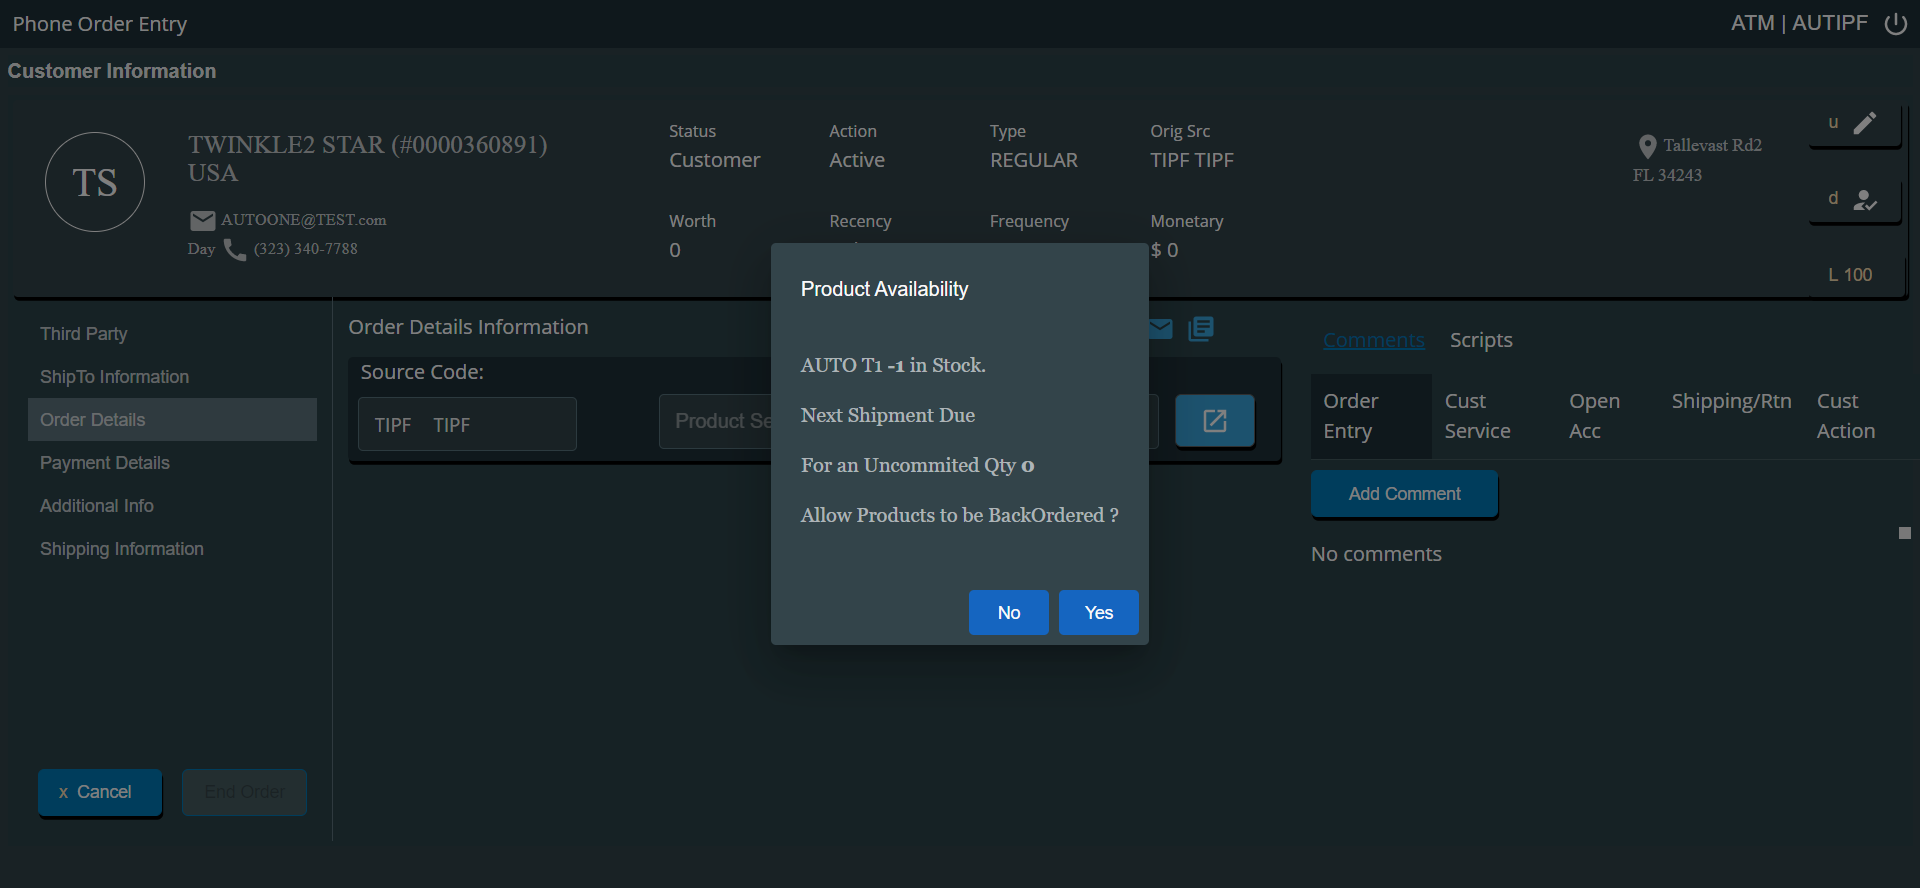 Phone Order Entry
ATM | AUTIPF
Customer Information
TS
TWINKLE2 STAR (#0000360891)
USA
AUTOONE@TEST.com
Day (323) 340-7788
Status
Customer
Action
Active
Type
REGULAR
Orig Src
TIPF TIPF
Worth
0
Recency
Frequency
Monetary
$ 0
Tallevast Rd2
FL 34243
u
d
L 100
Third Party
ShipTo Information
Order Details
Payment Details
Additional Info
Shipping Information
x Cancel
End Order
Order Details Information
Source Code:
TIPF TIPF
Product Se
Product Availability
AUTO T1 -1 in Stock.
Next Shipment Due
For an Uncommited Qty 0
Allow Products to be BackOrdered ?
No
Yes
Comments
Scripts
Order
Entry
Cust
Service
Open
Acc
Shipping/Rtn
Cust
Action
Add Comment
No comments